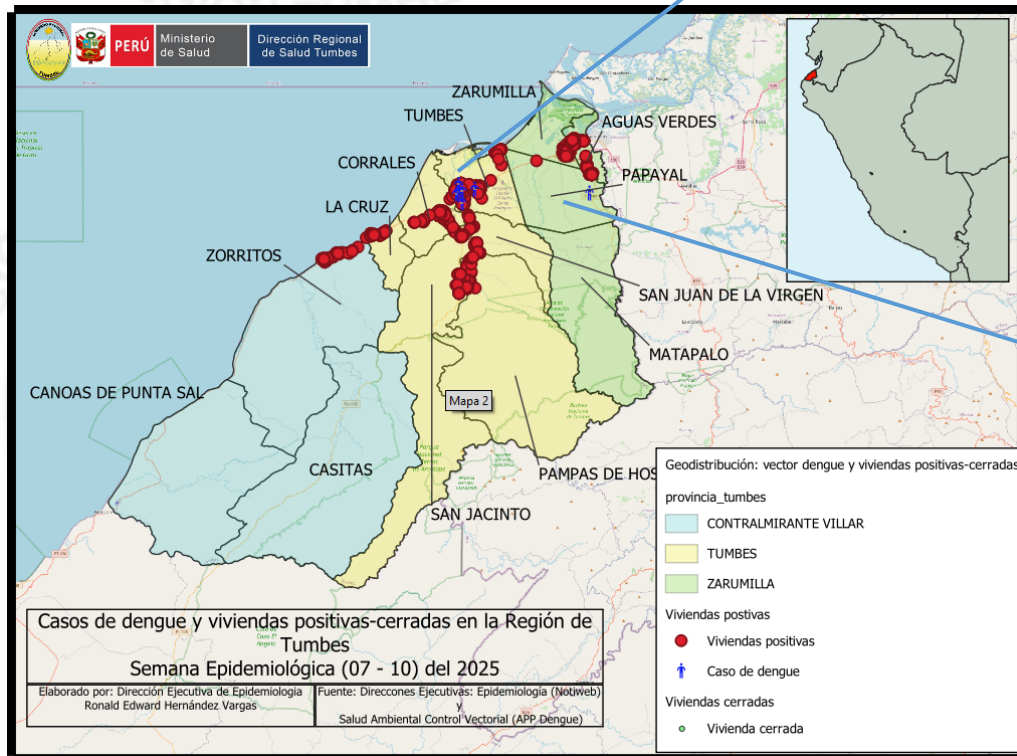 PERÚ
Ministerio
de Salud
Dirección Regional
de Salud Tumbes
ZARUMILLA
TUMBES
AGUAS VERDES
CORRALES
PAPAYAL
LA CRUZ
ZORRITOS
SAN JUAN DE LA VIRGEN
MATAPALO
CANOAS DE PUNTA SAL
Mapa 2
CASITAS
PAMPAS DE HOS
SAN JACINTO
Geodistribución: vector dengue y viviendas positivas-cerradas
provincia_tumbes
CONTRALMIRANTE VILLAR
TUMBES
ZARUMILLA
Viviendas postivas
Viviendas positivas
Caso de dengue
Viviendas cerradas
Vivienda cerrada
Casos de dengue y viviendas positivas-cerradas en la Región de
Tumbes
Semana Epidemiológica (07 - 10) del 2025
Elaborado por: Dirección Ejecutiva de Epidemiologia
Ronald Edward Hernández Vargas
Fuente: Direccones Ejecutivas: Epidemiología (Notiweb)
y
Salud Ambiental Control Vectorial (APP Dengue)